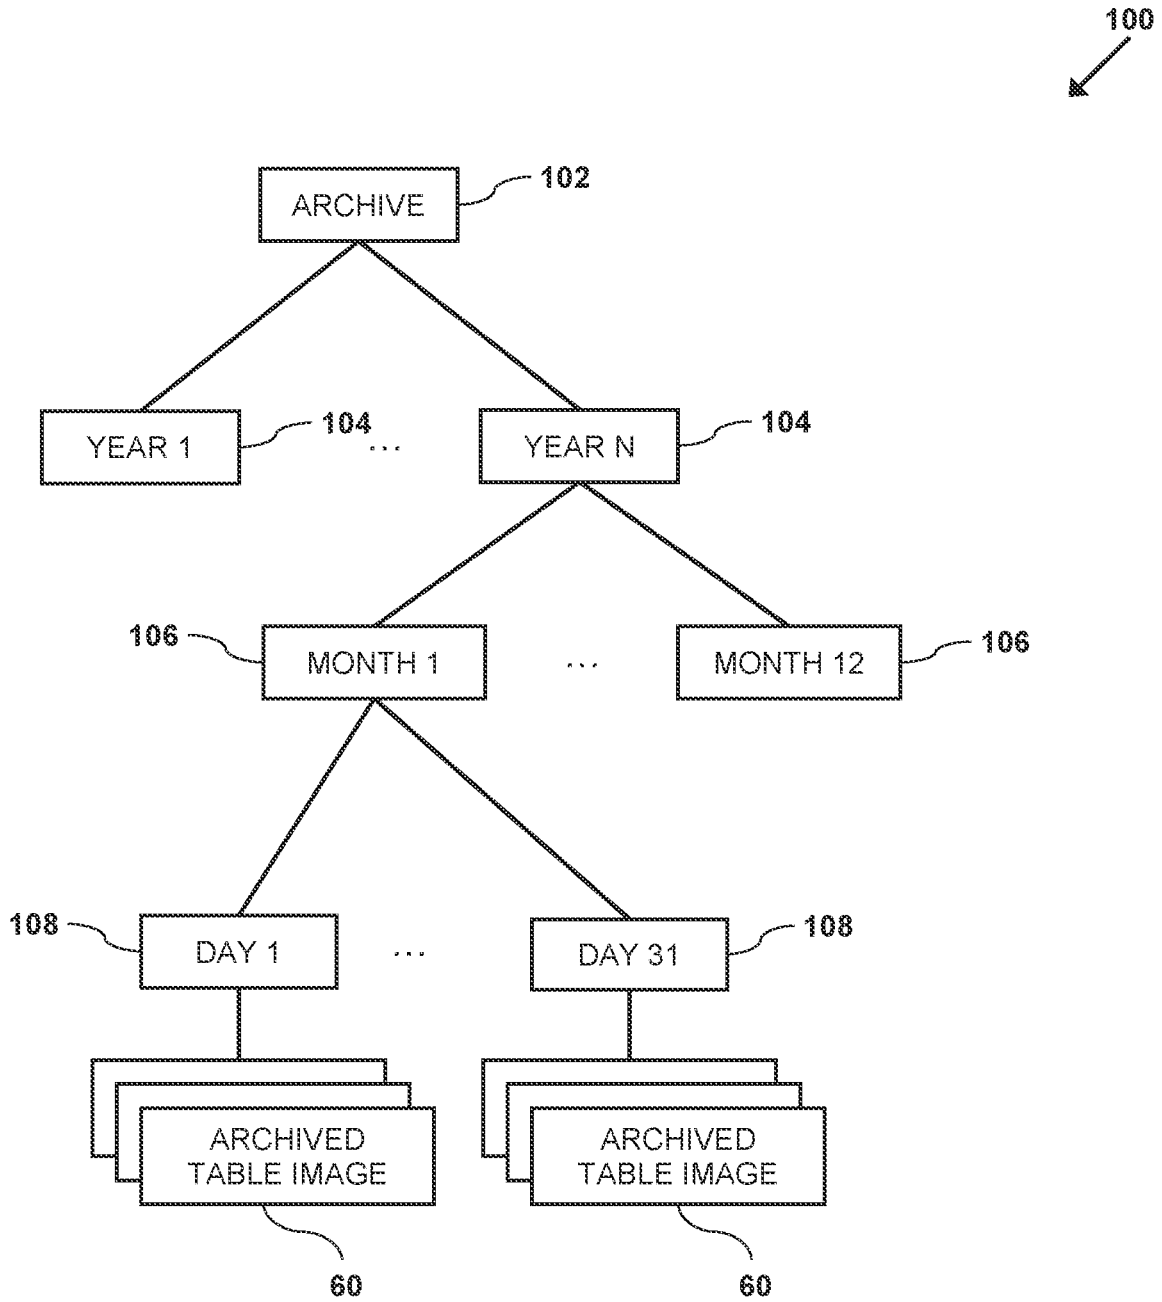 100
ARCHIVE
102
YEAR 1
104
...
YEAR N
104
106
MONTH 1
...
MONTH 12
106
108
DAY 1
...
DAY 31
108
ARCHIVED
TABLE IMAGE
ARCHIVED
TABLE IMAGE
60
60